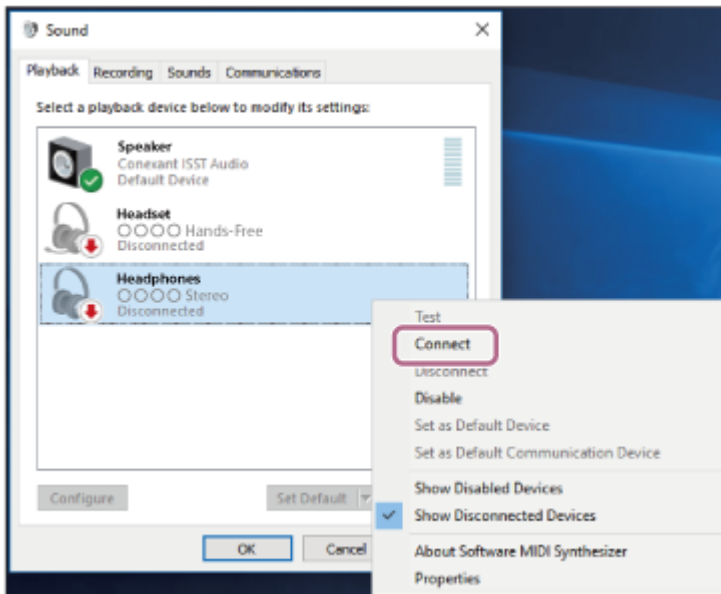 Sound
Playback Recording Sounds Communications
Select a playback device below to modify its settings:
Speaker
Conexant ISST Audio
Default Device
Headset
○○○○ Hands-Free
Disconnected
Headphones
○○○○ Stereo
Disconnected
Test
Connect
Disconnect
Disable
Set as Default Device
Set as Default Communication Device
Show Disabled Devices
Show Disconnected Devices
About Software MIDI Synthesizer
Properties
Configure Set Default
OK Cancel